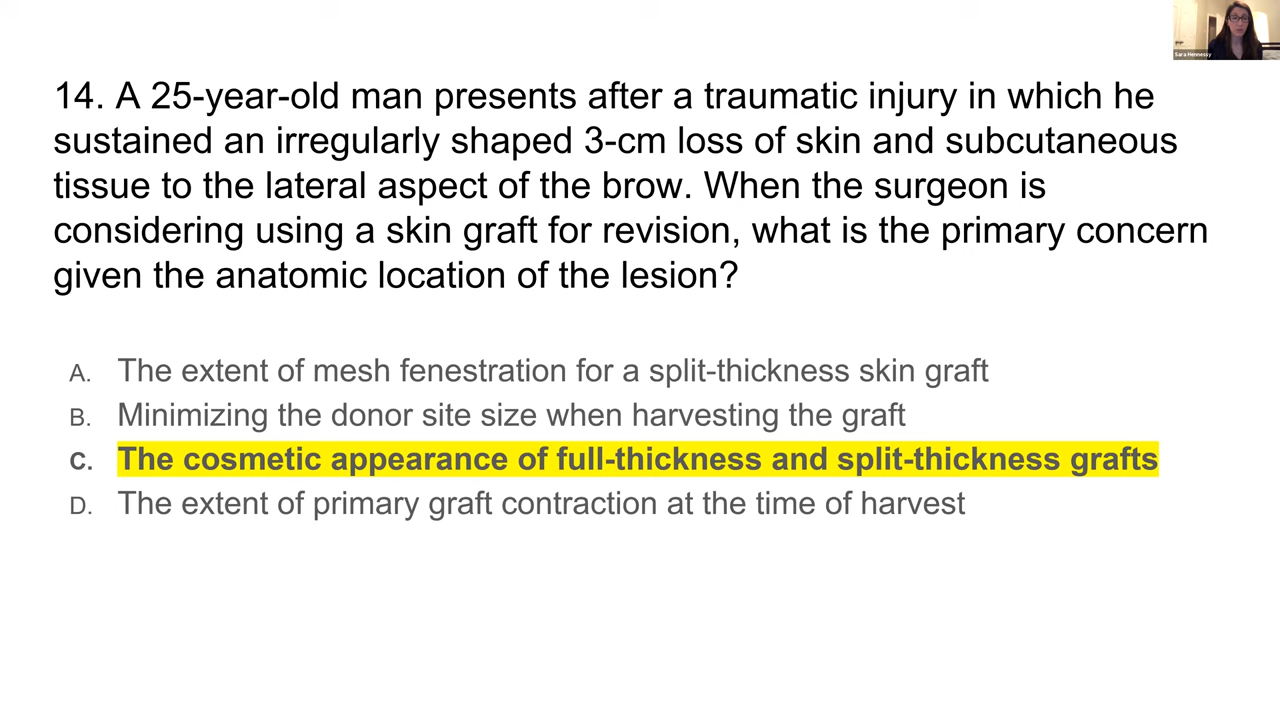 Sara Hennessy
14. A 25-year-old man presents after a traumatic injury in which he
sustained an irregularly shaped 3-cm loss of skin and subcutaneous
tissue to the lateral aspect of the brow. When the surgeon is
considering using a skin graft for revision, what is the primary concern
given the anatomic location of the lesion?
A. The extent of mesh fenestration for a split-thickness skin graft
B. Minimizing the donor site size when harvesting the graft
C. The cosmetic appearance of full-thickness and split-thickness grafts
D. The extent of primary graft contraction at the time of harvest